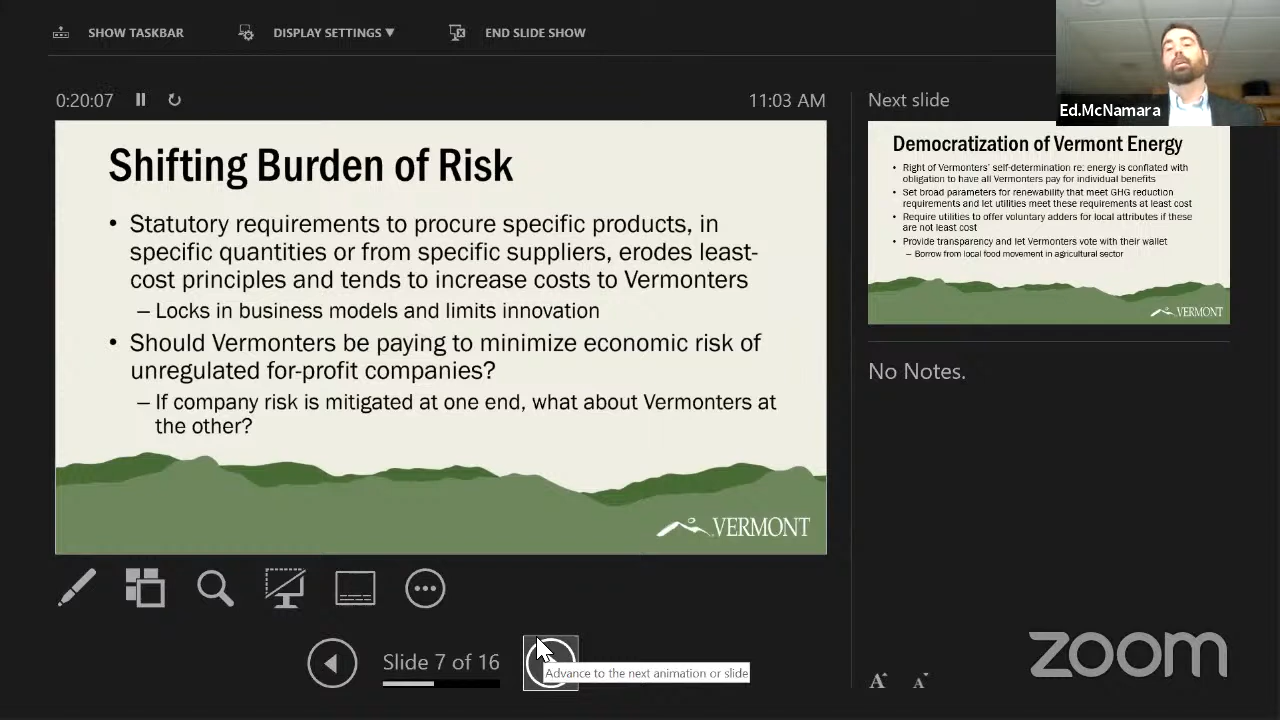 SHOW TASKBAR
DISPLAY SETTINGS ▼
END SLIDE SHOW
Ed.McNamara
0:20:07
11:03 AM
Next slide
Shifting Burden of Risk
• Statutory requirements to procure specific products, in
specific quantities or from specific suppliers, erodes least-
cost principles and tends to increase costs to Vermonters
– Locks in business models and limits innovation
• Should Vermonters be paying to minimize economic risk of
unregulated for-profit companies?
– If company risk is mitigated at one end, what about Vermonters at
the other?
VERMONT
Democratization of Vermont Energy
• Right of Vermonters' self-determination re: energy is conflated with
obligation to have all Vermonters pay for individual benefits
• Set broad parameters for renewability that meet GHG reduction
requirements and let utilities meet these requirements at least cost
• Require utilities to offer voluntary adders for local attributes if these
are not least cost
• Provide transparency and let Vermonters vote with their wallet
– Borrow from local food movement in agricultural sector
VERMONT
No Notes.
Slide 7 of 16
Advance to the next animation or slide
A A
zoom